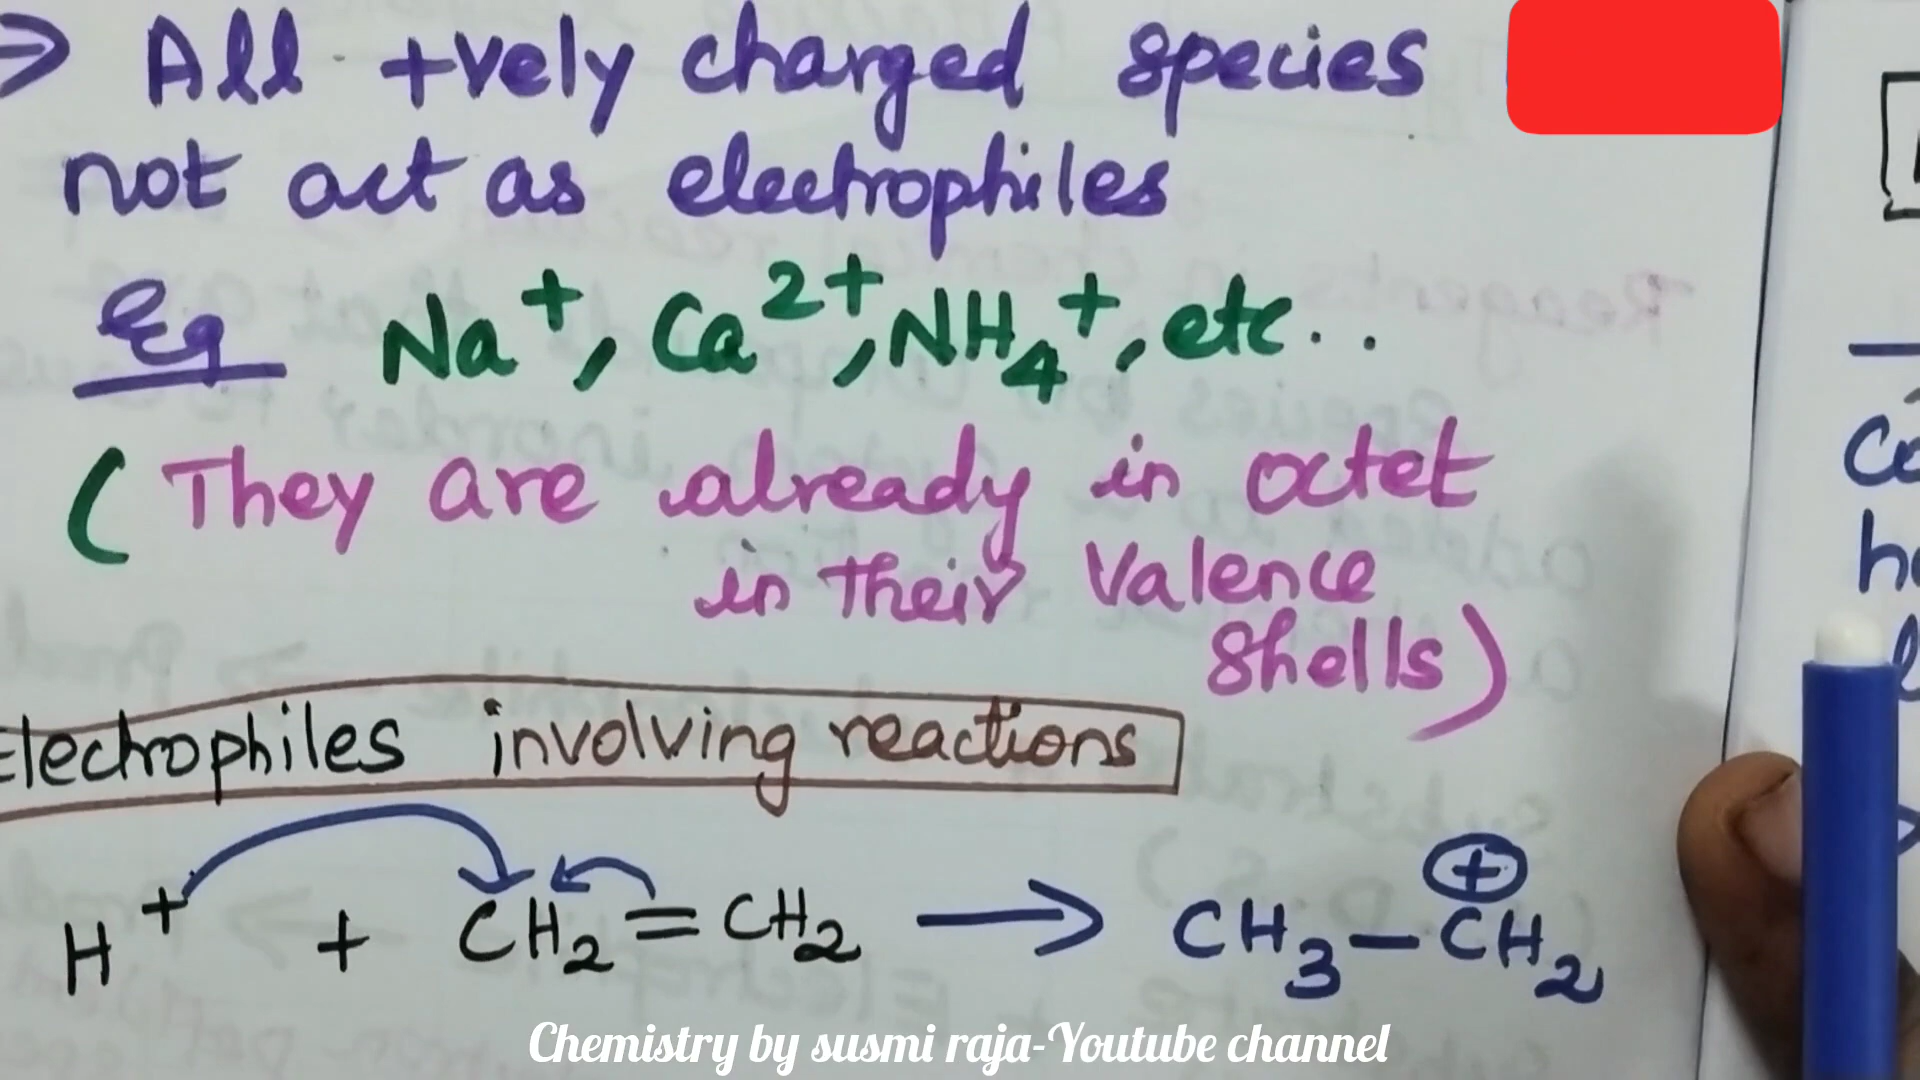 ⇒ All +vely charged species
not act as electrophiles
Eg Na⁺, Ca²⁺, NH₄⁺, etc..
(They are already in octet
in their Valence
shells)
Electrophiles involving reactions
H⁺ + CH₂=CH₂ ⟶ CH₃–C⊕H₂
Chemistry by susmi raja-Youtube channel